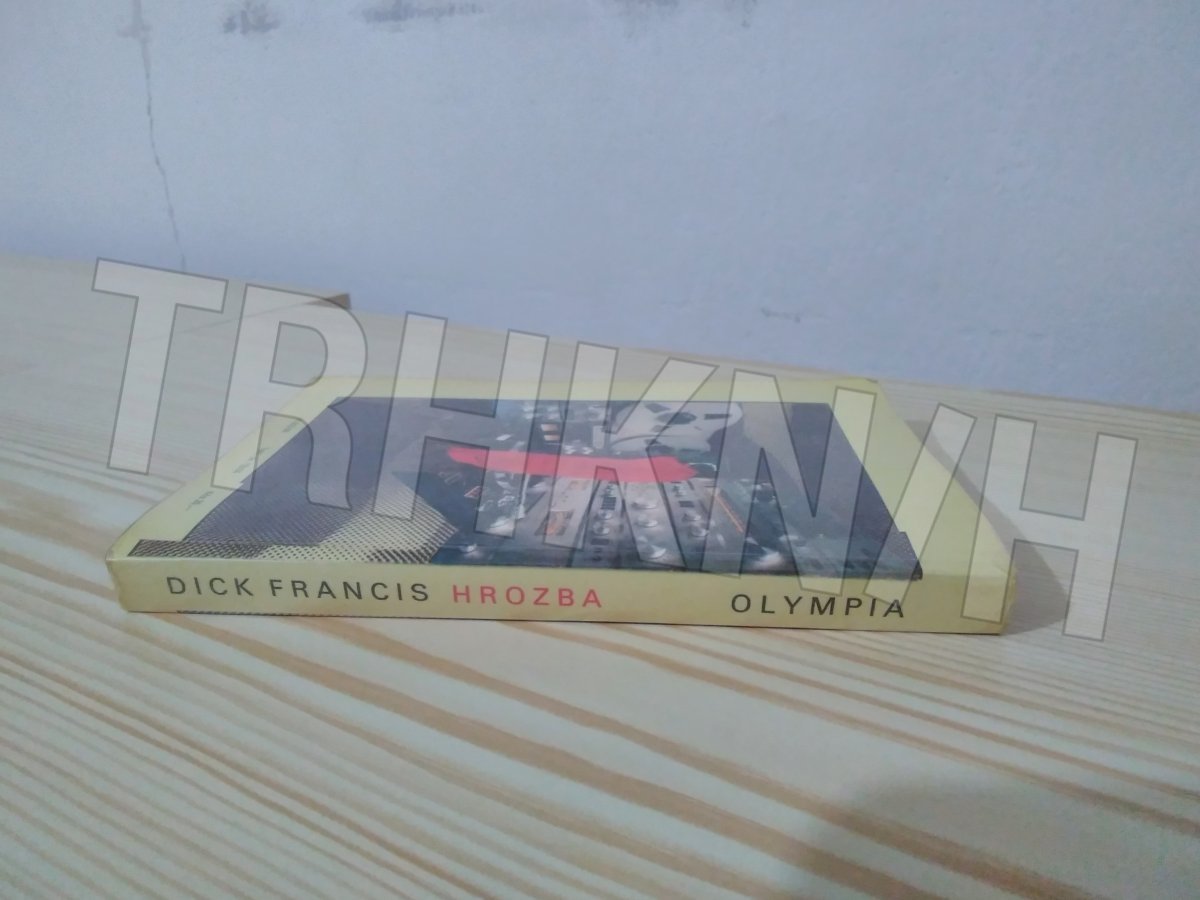 TRHKNIH
DICK FRANCIS HROZBA OLYMPIA